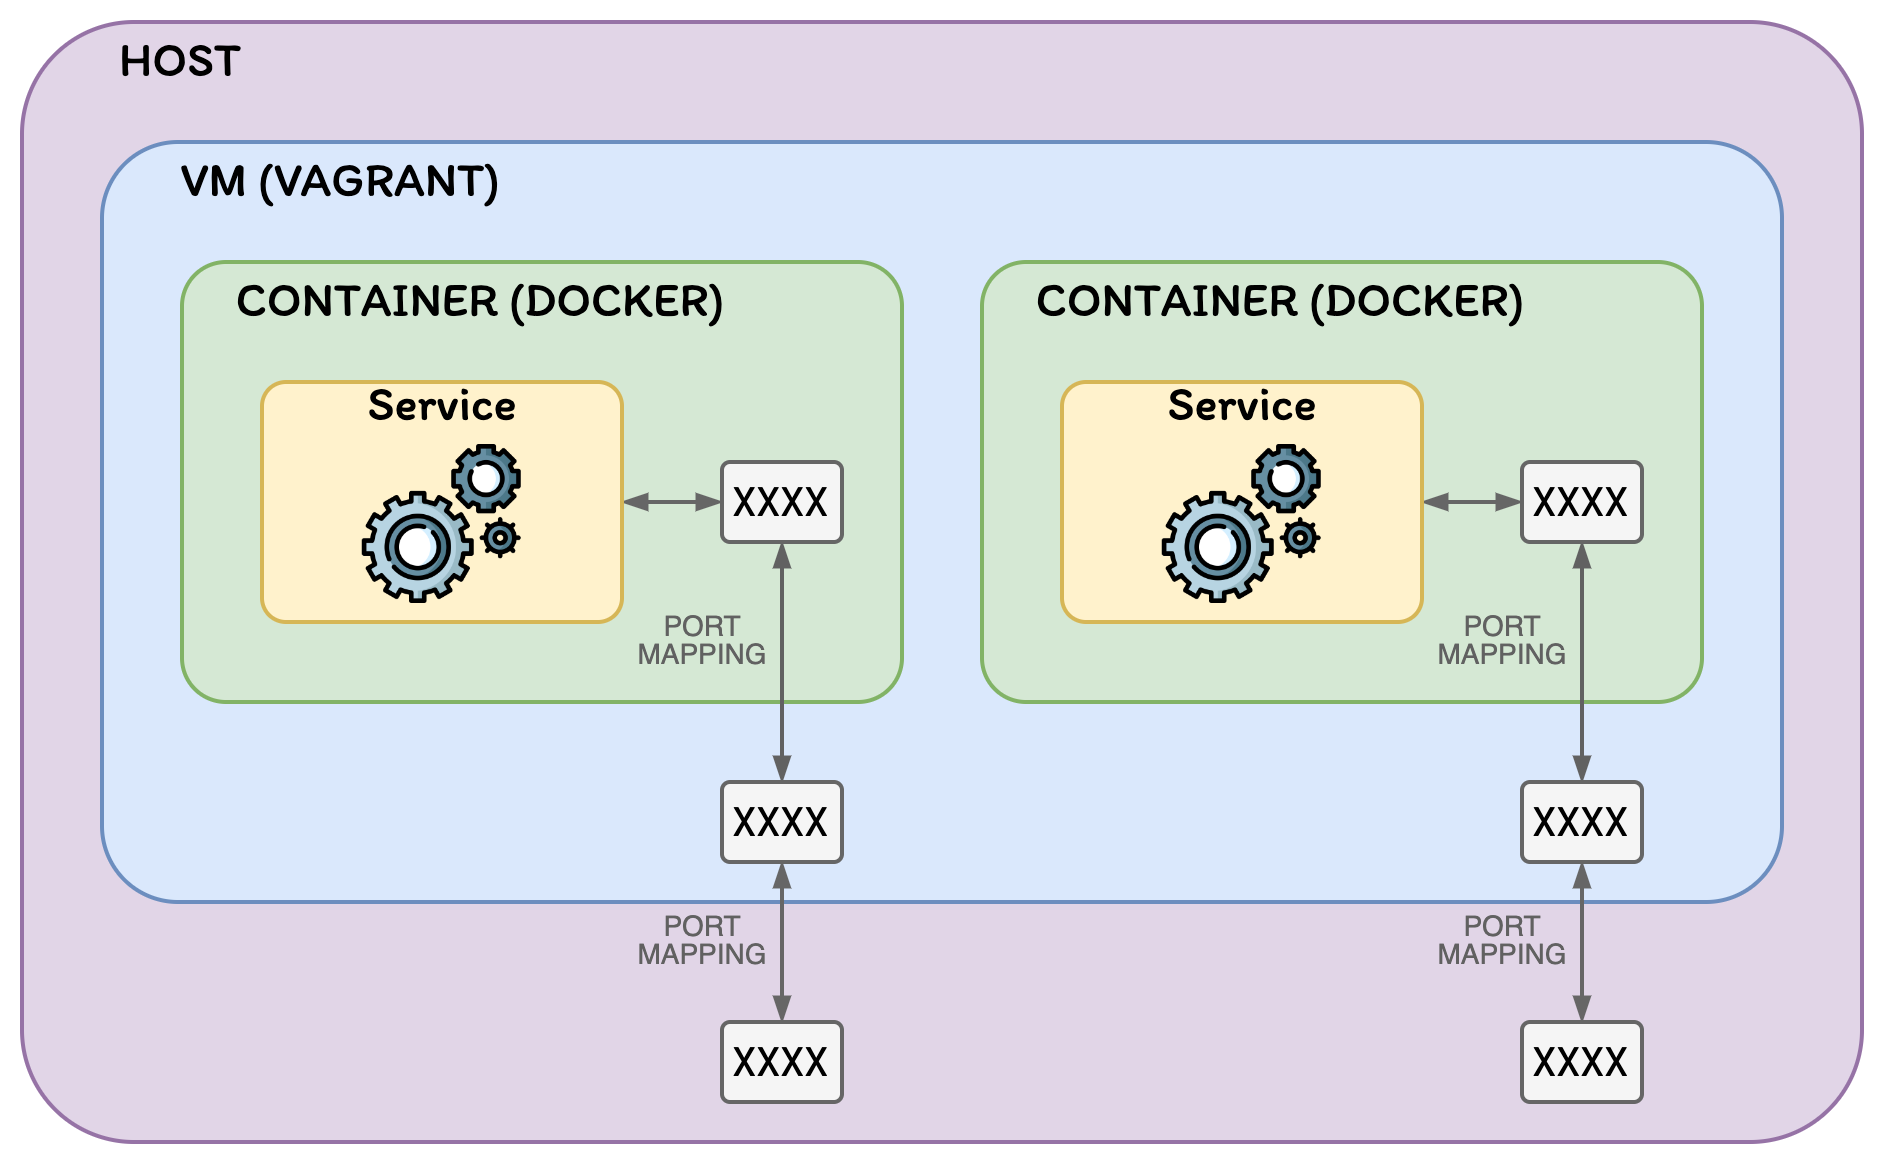 HOST
VM (VAGRANT)
CONTAINER (DOCKER)
CONTAINER (DOCKER)
Service
Service
XXXX
XXXX
PORT
MAPPING
PORT
MAPPING
XXXX
XXXX
PORT
MAPPING
PORT
MAPPING
XXXX
XXXX